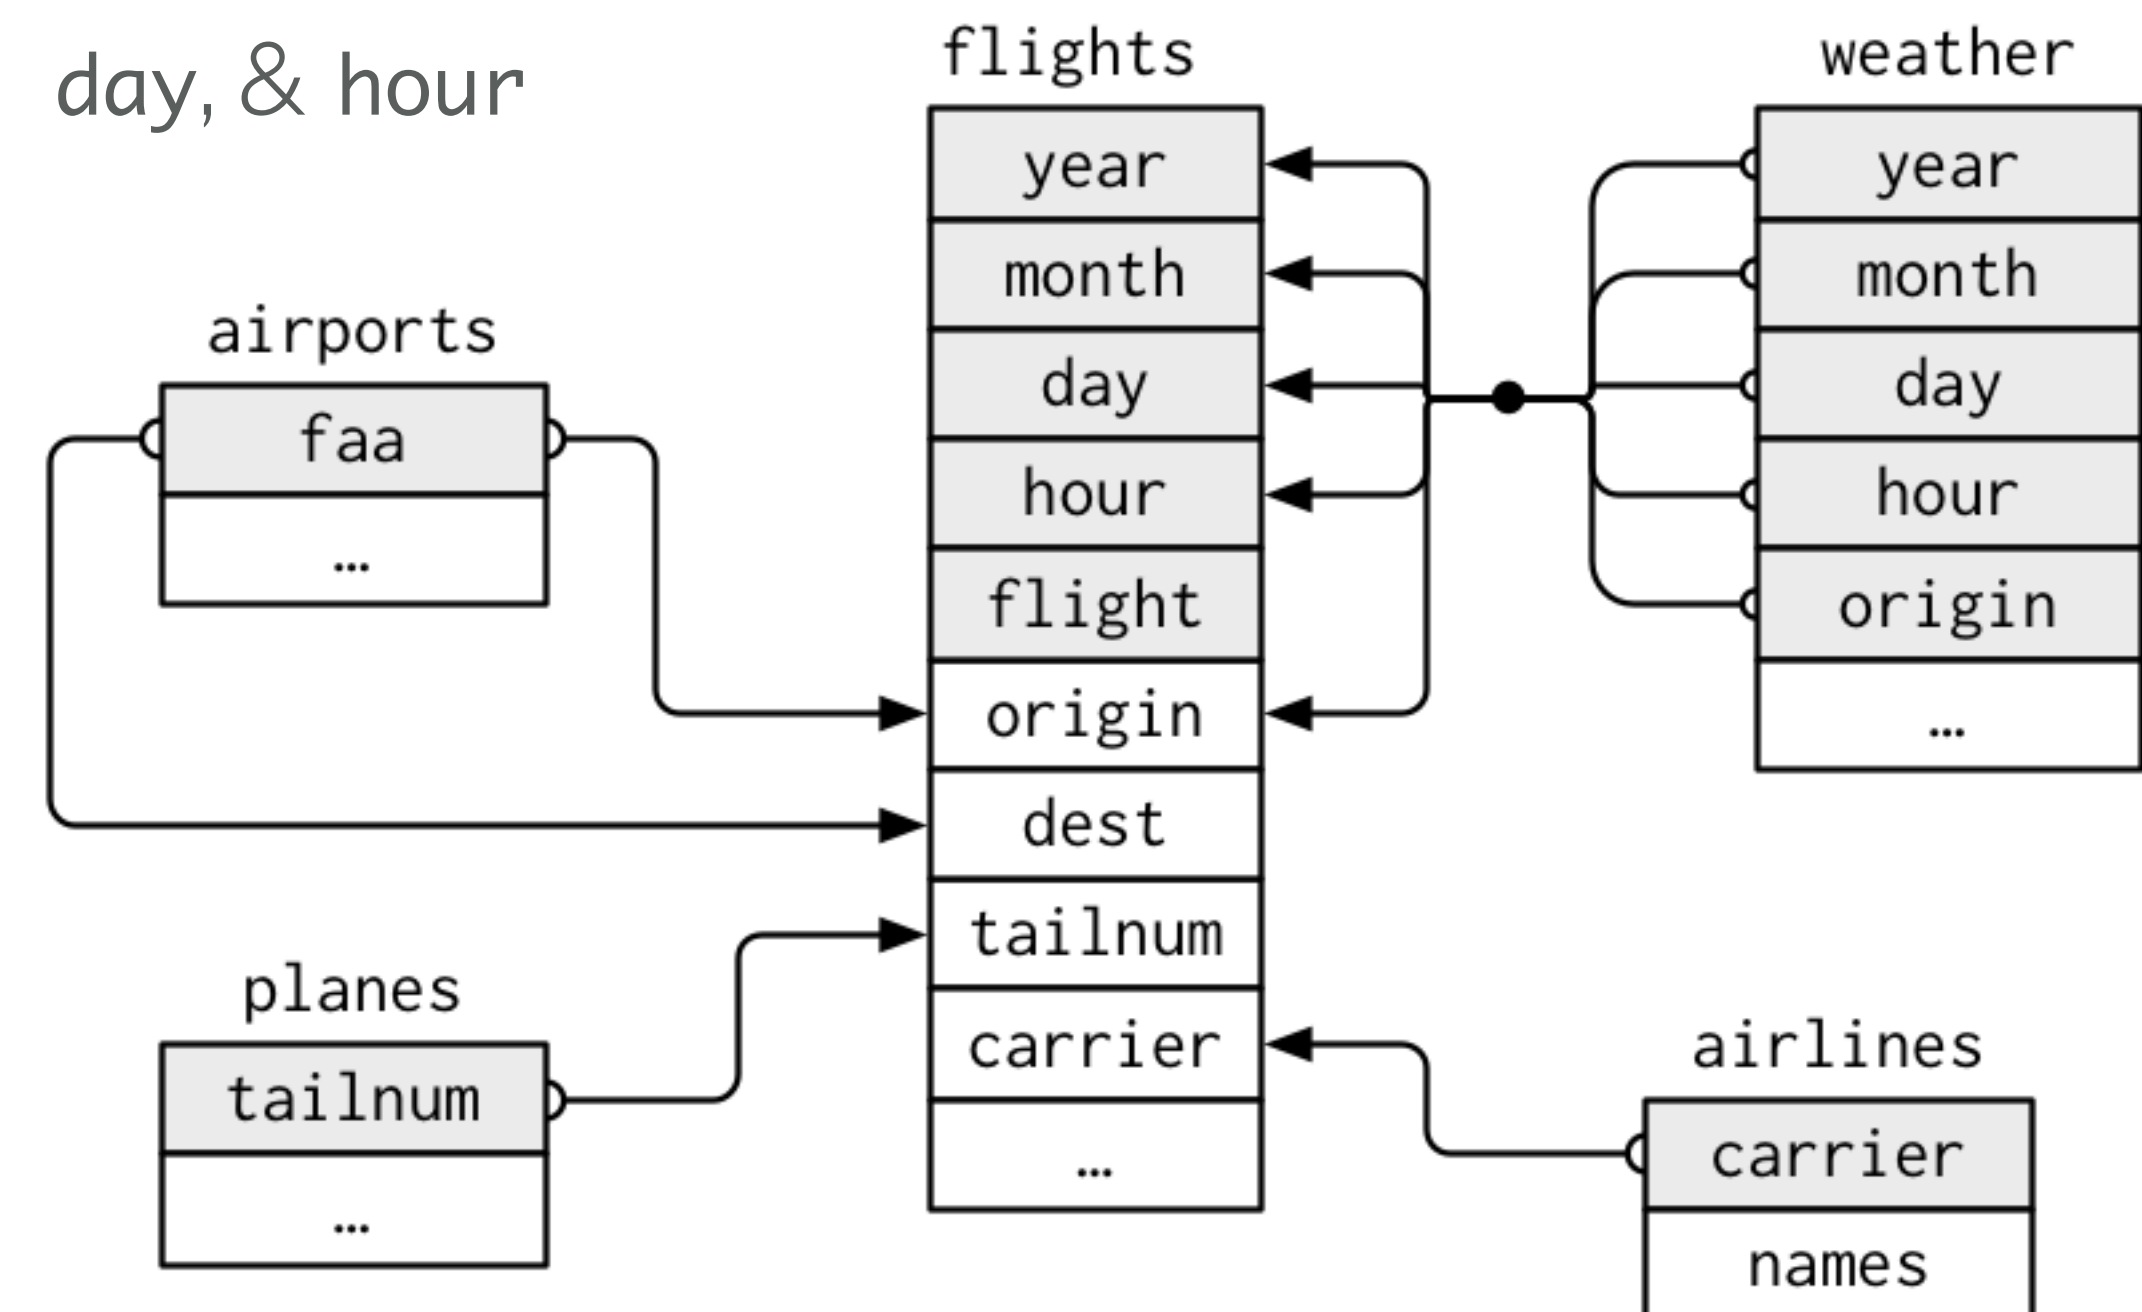 day, & hour
flights
year
month
day
hour
flight
origin
dest
tailnum
carrier
…
weather
year
month
day
hour
origin
…
airports
faa
…
planes
tailnum
…
airlines
carrier
names